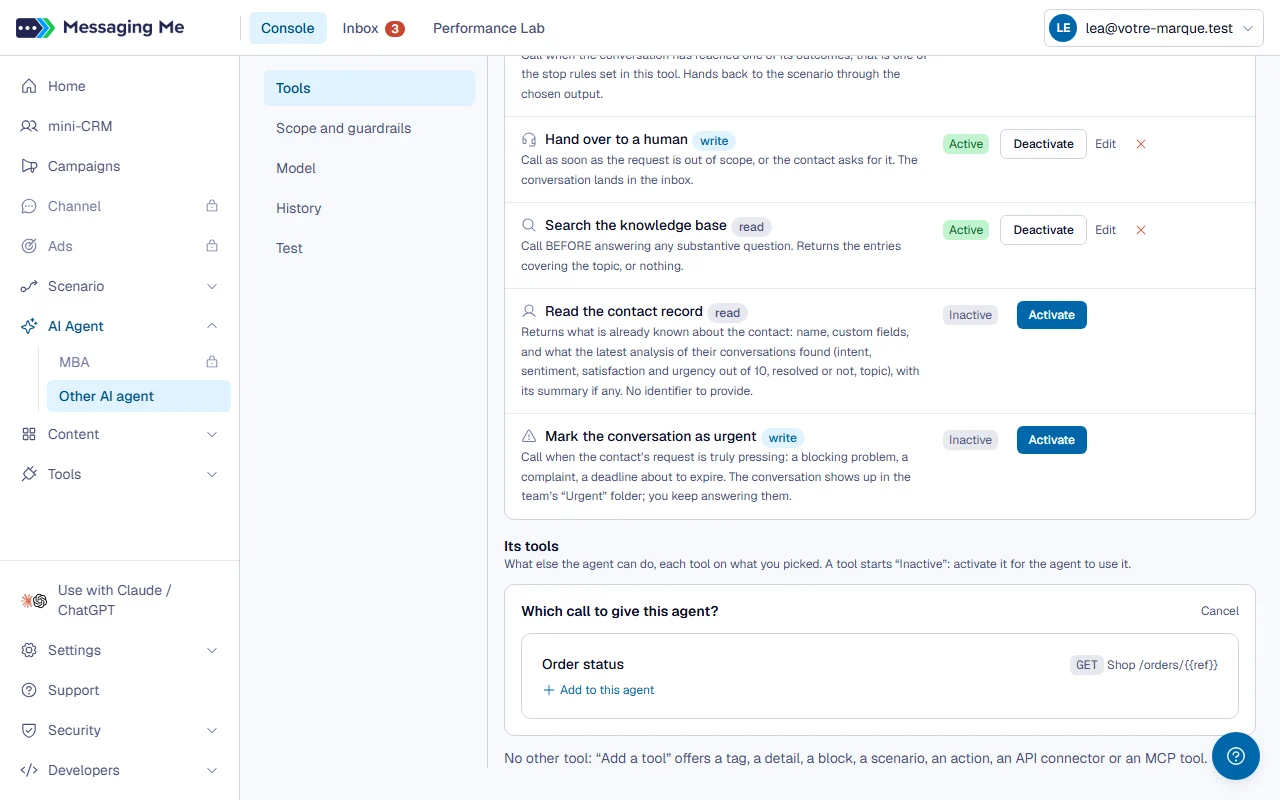 Messaging Me
Console
Inbox 3
Performance Lab
LE lea@votre-marque.test
Home
mini-CRM
Campaigns
Channel
Ads
Scenario
AI Agent
MBA
Other AI agent
Content
Tools
Use with Claude /
ChatGPT
Settings
Support
Security
Developers
Tools
Scope and guardrails
Model
History
Test
Call when the conversation has reached one of its outcomes, that is one of
the stop rules set in this tool. Hands back to the scenario through the
chosen output.
Hand over to a human write
Call as soon as the request is out of scope, or the contact asks for it. The
conversation lands in the inbox.
Active Deactivate Edit
Search the knowledge base read
Call BEFORE answering any substantive question. Returns the entries
covering the topic, or nothing.
Active Deactivate Edit
Read the contact record read
Returns what is already known about the contact: name, custom fields,
and what the latest analysis of their conversations found (intent,
sentiment, satisfaction and urgency out of 10, resolved or not, topic), with
its summary if any. No identifier to provide.
Inactive Activate
Mark the conversation as urgent write
Call when the contact's request is truly pressing: a blocking problem, a
complaint, a deadline about to expire. The conversation shows up in the
team's “Urgent” folder; you keep answering them.
Inactive Activate
Its tools
What else the agent can do, each tool on what you picked. A tool starts “Inactive”: activate it for the agent to use it.
Which call to give this agent?
Cancel
Order status
GET Shop /orders/{{ref}}
+ Add to this agent
No other tool: “Add a tool” offers a tag, a detail, a block, a scenario, an action, an API connector or an MCP tool.